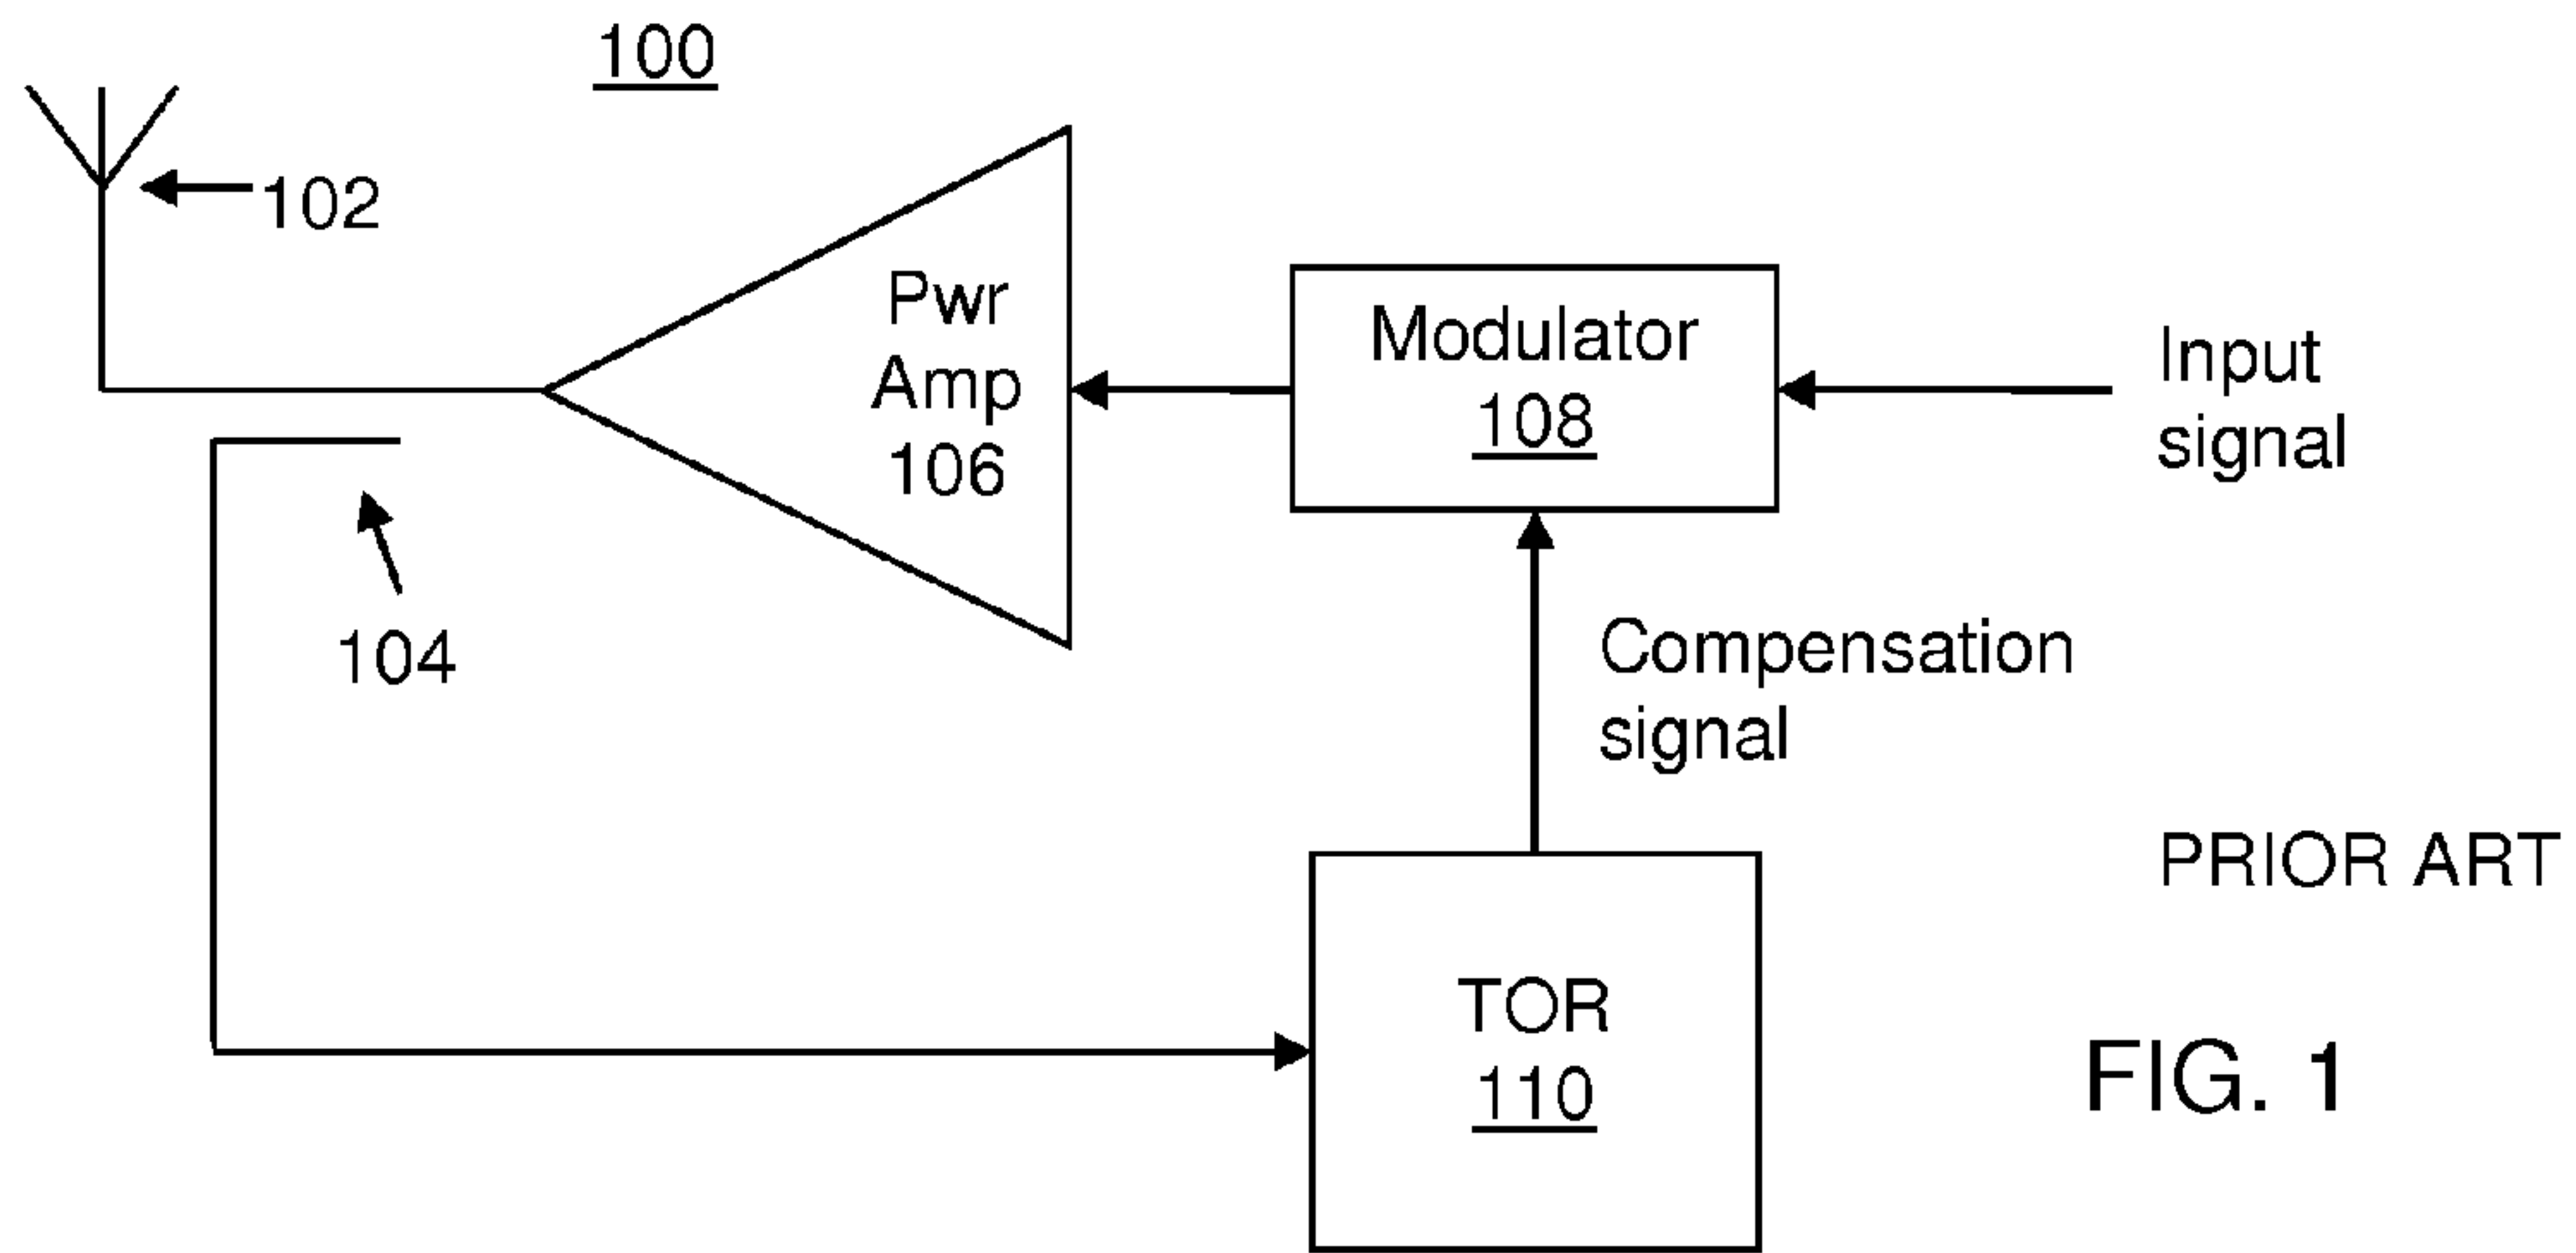 100
102
Pwr
Amp
106
Modulator
108
Input
signal
104
Compensation
signal
PRIOR ART
TOR
110
FIG. 1